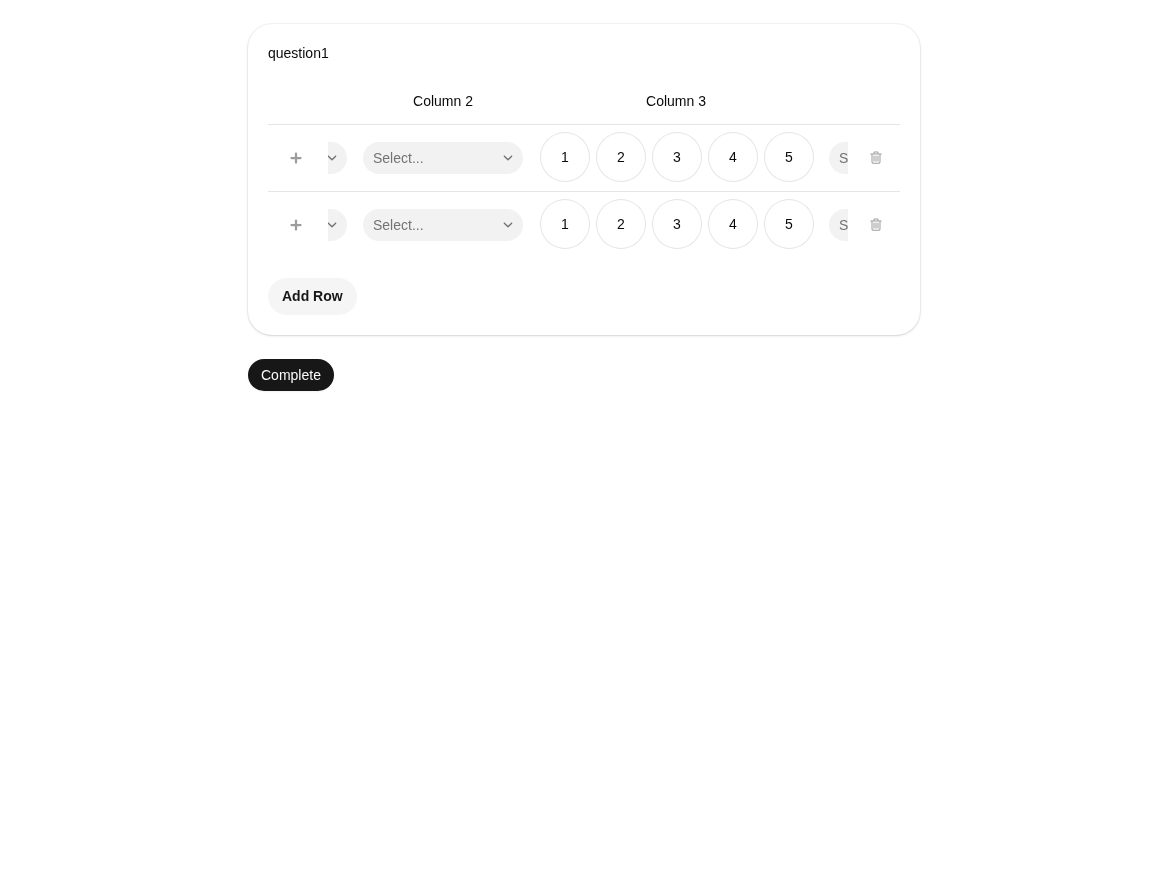 question1
Column 2 Column 3
Select... 1 2 3 4 5 S
Select... 1 2 3 4 5 S
Add Row
Complete